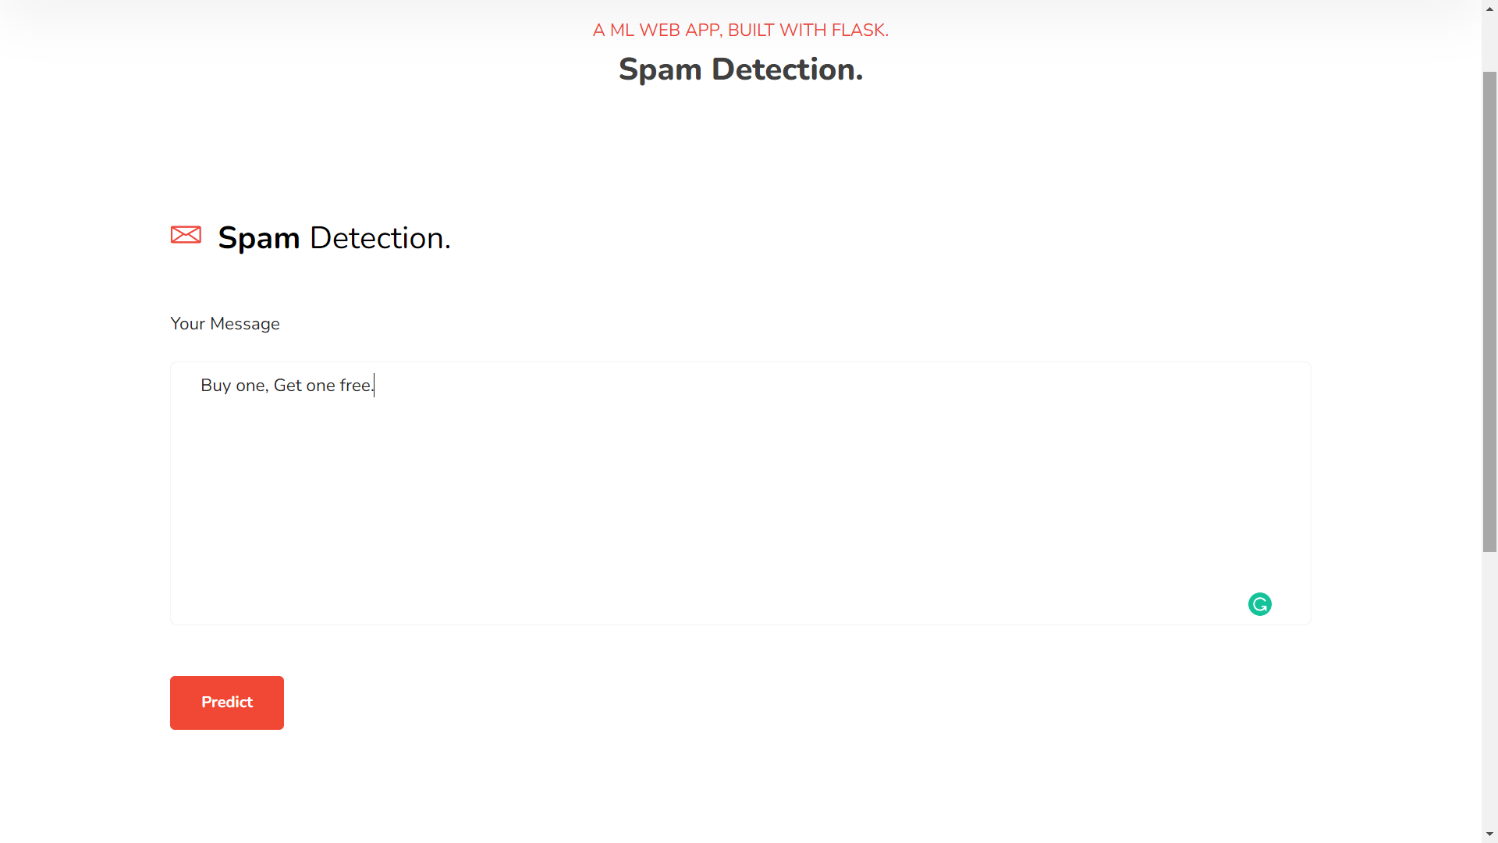 A ML WEB APP, BUILT WITH FLASK.
Spam Detection.
Spam Detection.
Your Message
Buy one, Get one free.
Predict